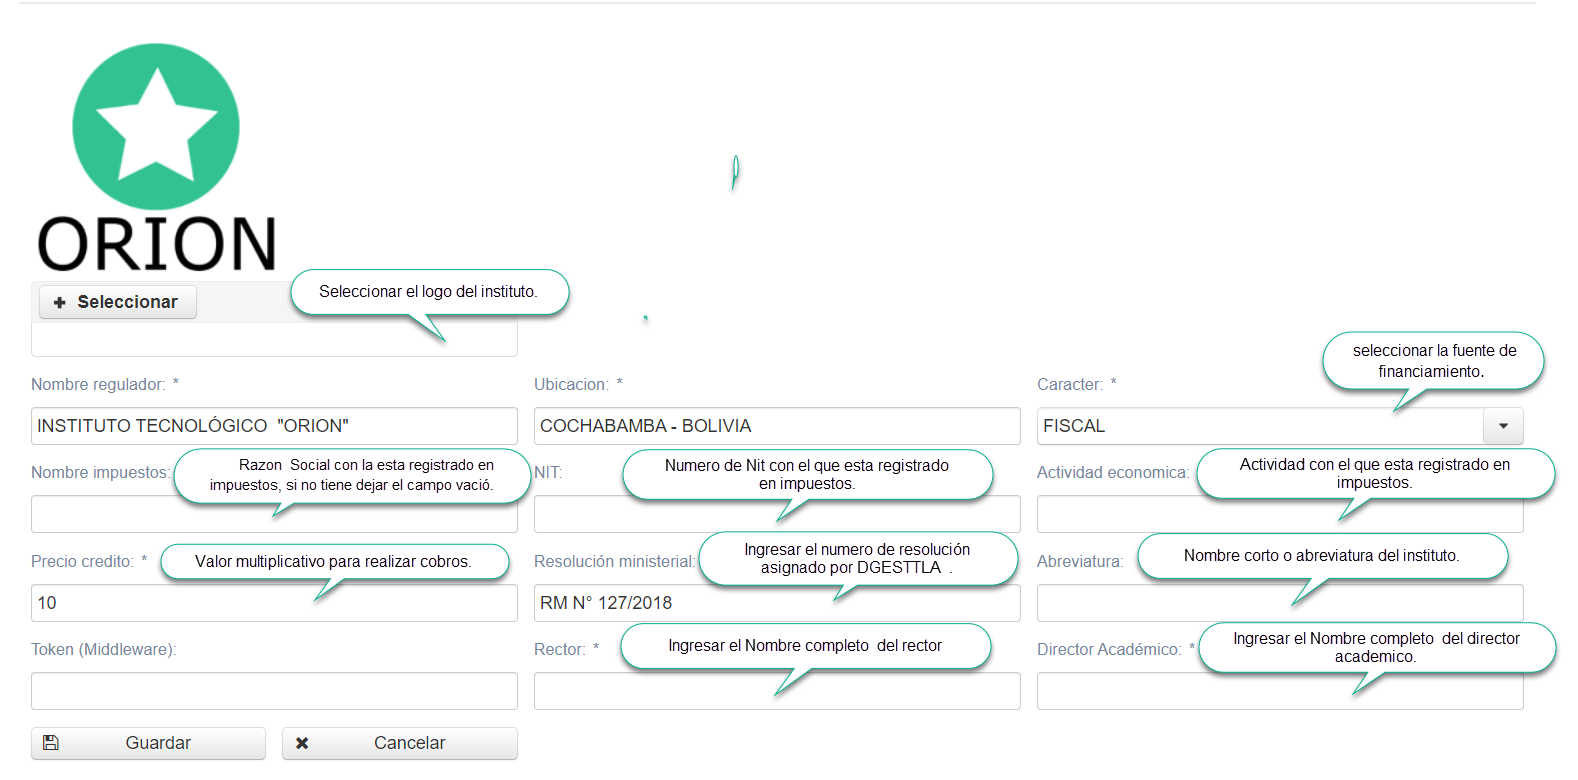 ORION
Seleccionar
Seleccionar el logo del instituto.
seleccionar la fuente de
financiamiento.
Nombre regulador: *
Ubicacion: *
Caracter: *
INSTITUTO TECNOLÓGICO "ORION"
COCHABAMBA - BOLIVIA
FISCAL
Nombre impuestos:
Razon Social con la esta registrado en
impuestos, si no tiene dejar el campo vació.
NIT:
Numero de Nit con el que esta registrado
en impuestos.
Actividad economica:
Actividad con el que esta registrado en
impuestos.
Precio credito: *
Valor multiplicativo para realizar cobros.
Resolución ministerial:
Ingresar el numero de resolución
asignado por DGESTTLA .
Abreviatura:
Nombre corto o abreviatura del instituto.
10
RM N° 127/2018
Token (Middleware):
Rector: *
Ingresar el Nombre completo del rector
Director Académico: *
Ingresar el Nombre completo del director
academico.
Guardar
Cancelar